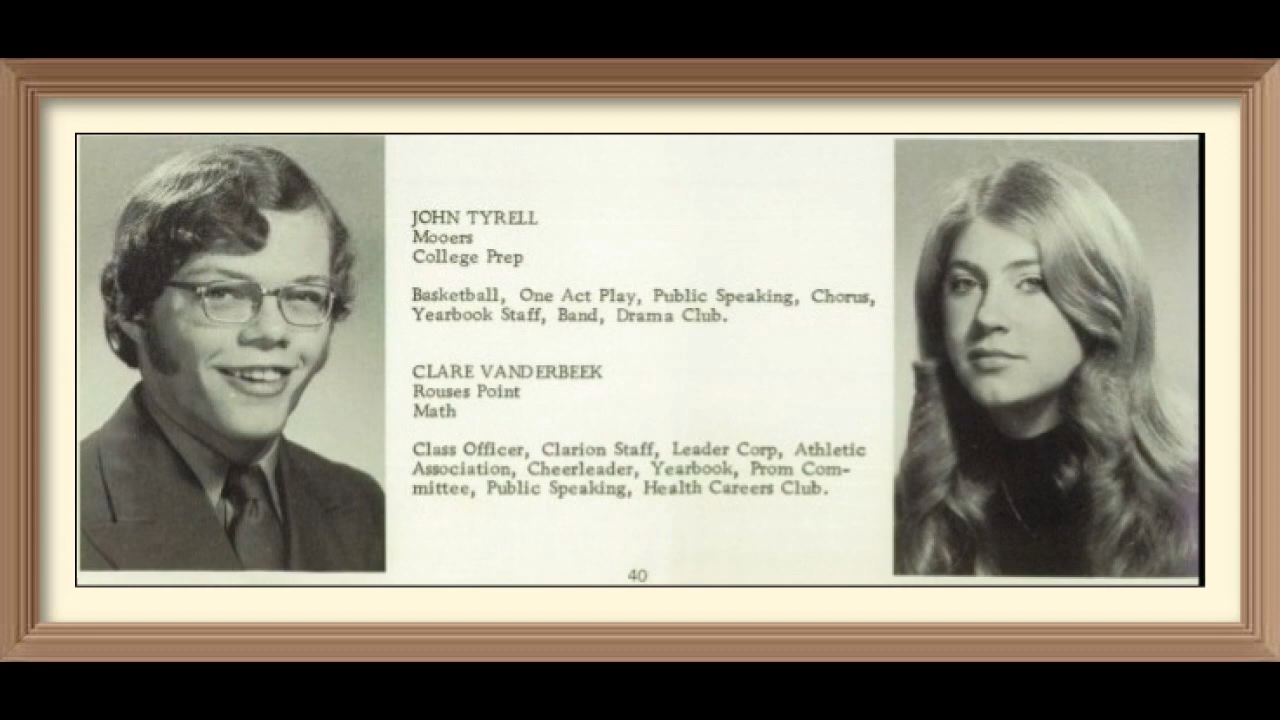 JOHN TYRELL
Mooers
College Prep
Basketball, One Act Play, Public Speaking, Chorus,
Yearbook Staff, Band, Drama Club.
CLARE VANDERBEEK
Rouses Point
Math
Class Officer, Clarion Staff, Leader Corp, Athletic
Association, Cheerleader, Yearbook, Prom Com-
mittee, Public Speaking, Health Careers Club.
40